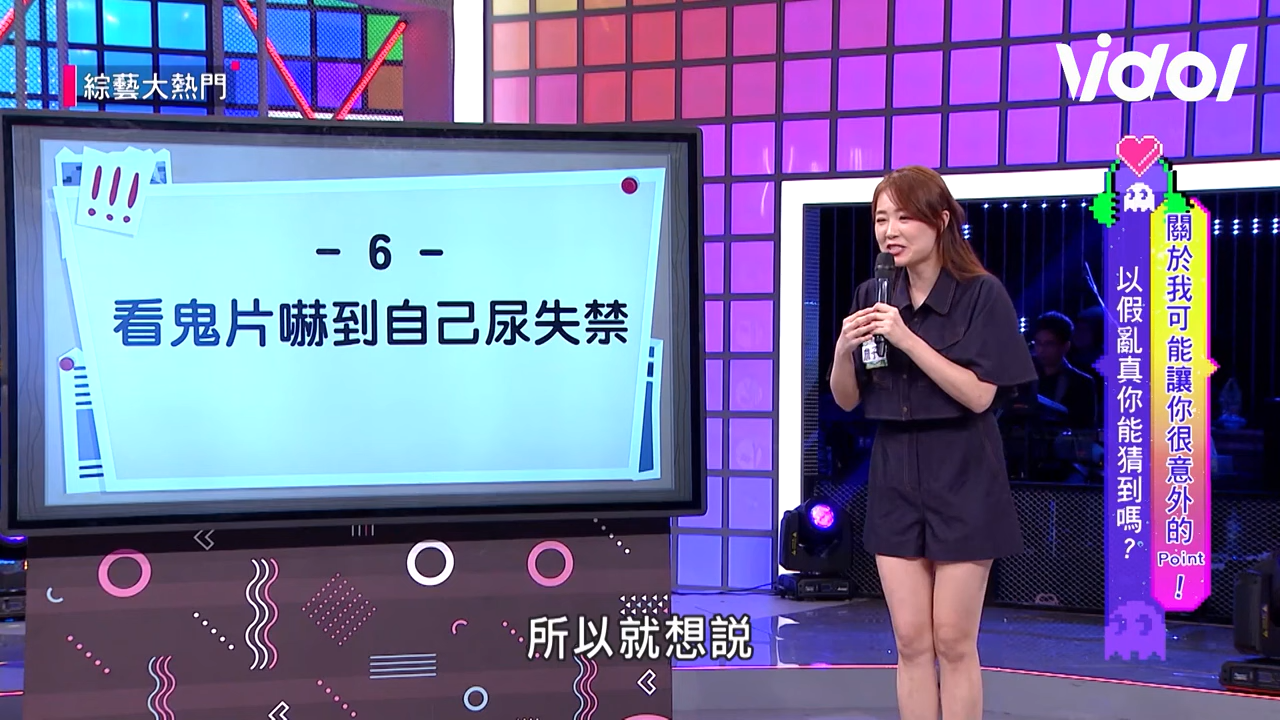 綜藝大熱門
Vidol
!!!
- 6 -
看鬼片嚇到自己尿失禁
關於我可能讓你很意外的Point!
以假亂真你能猜到嗎?
所以就想說